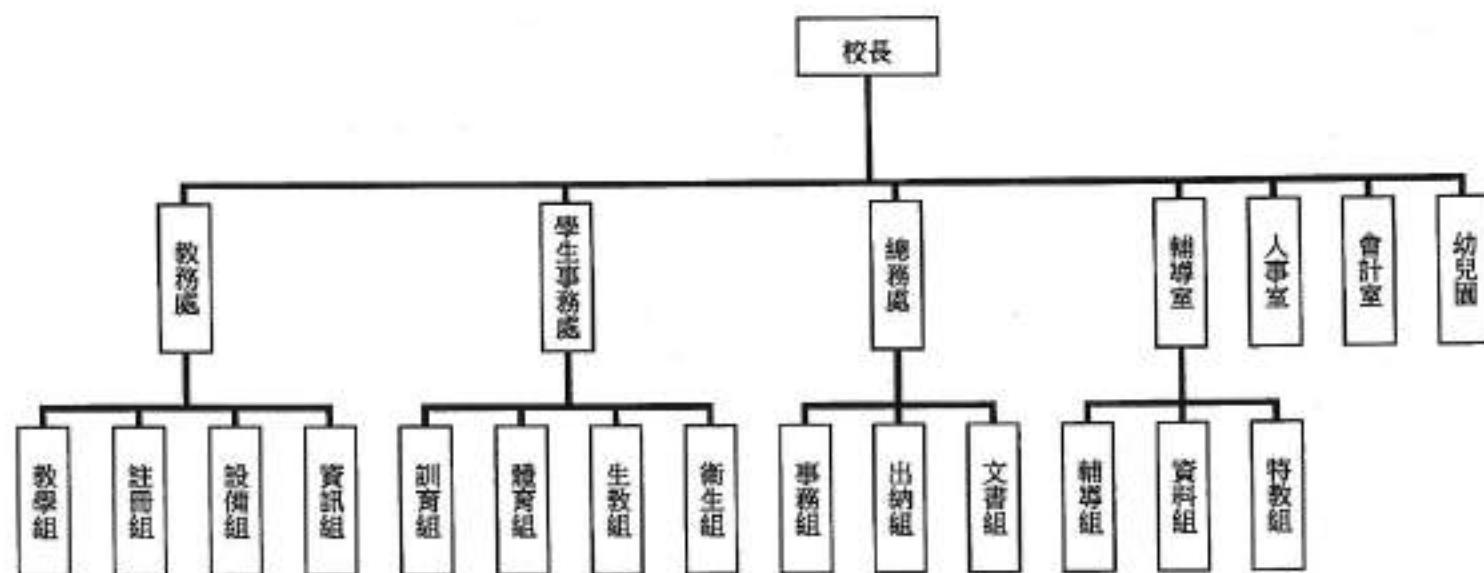 校長
教務處
學生事務處
總務處
輔導室
人事室
會計室
幼兒園
教學組
註冊組
設備組
資訊組
訓育組
體育組
生教組
衛生組
事務組
出納組
文書組
輔導組
資料組
特教組